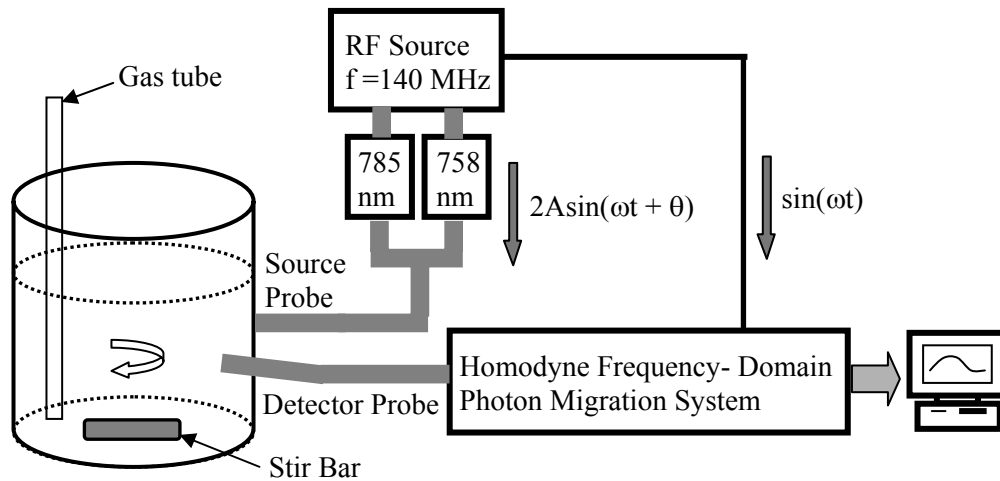 RF Source
f =140 MHz
Gas tube
785
nm
758
nm
2Asin(ωt + θ)
sin(ωt)
Source
Probe
Homodyne Frequency- Domain
Photon Migration System
Detector Probe
Stir Bar